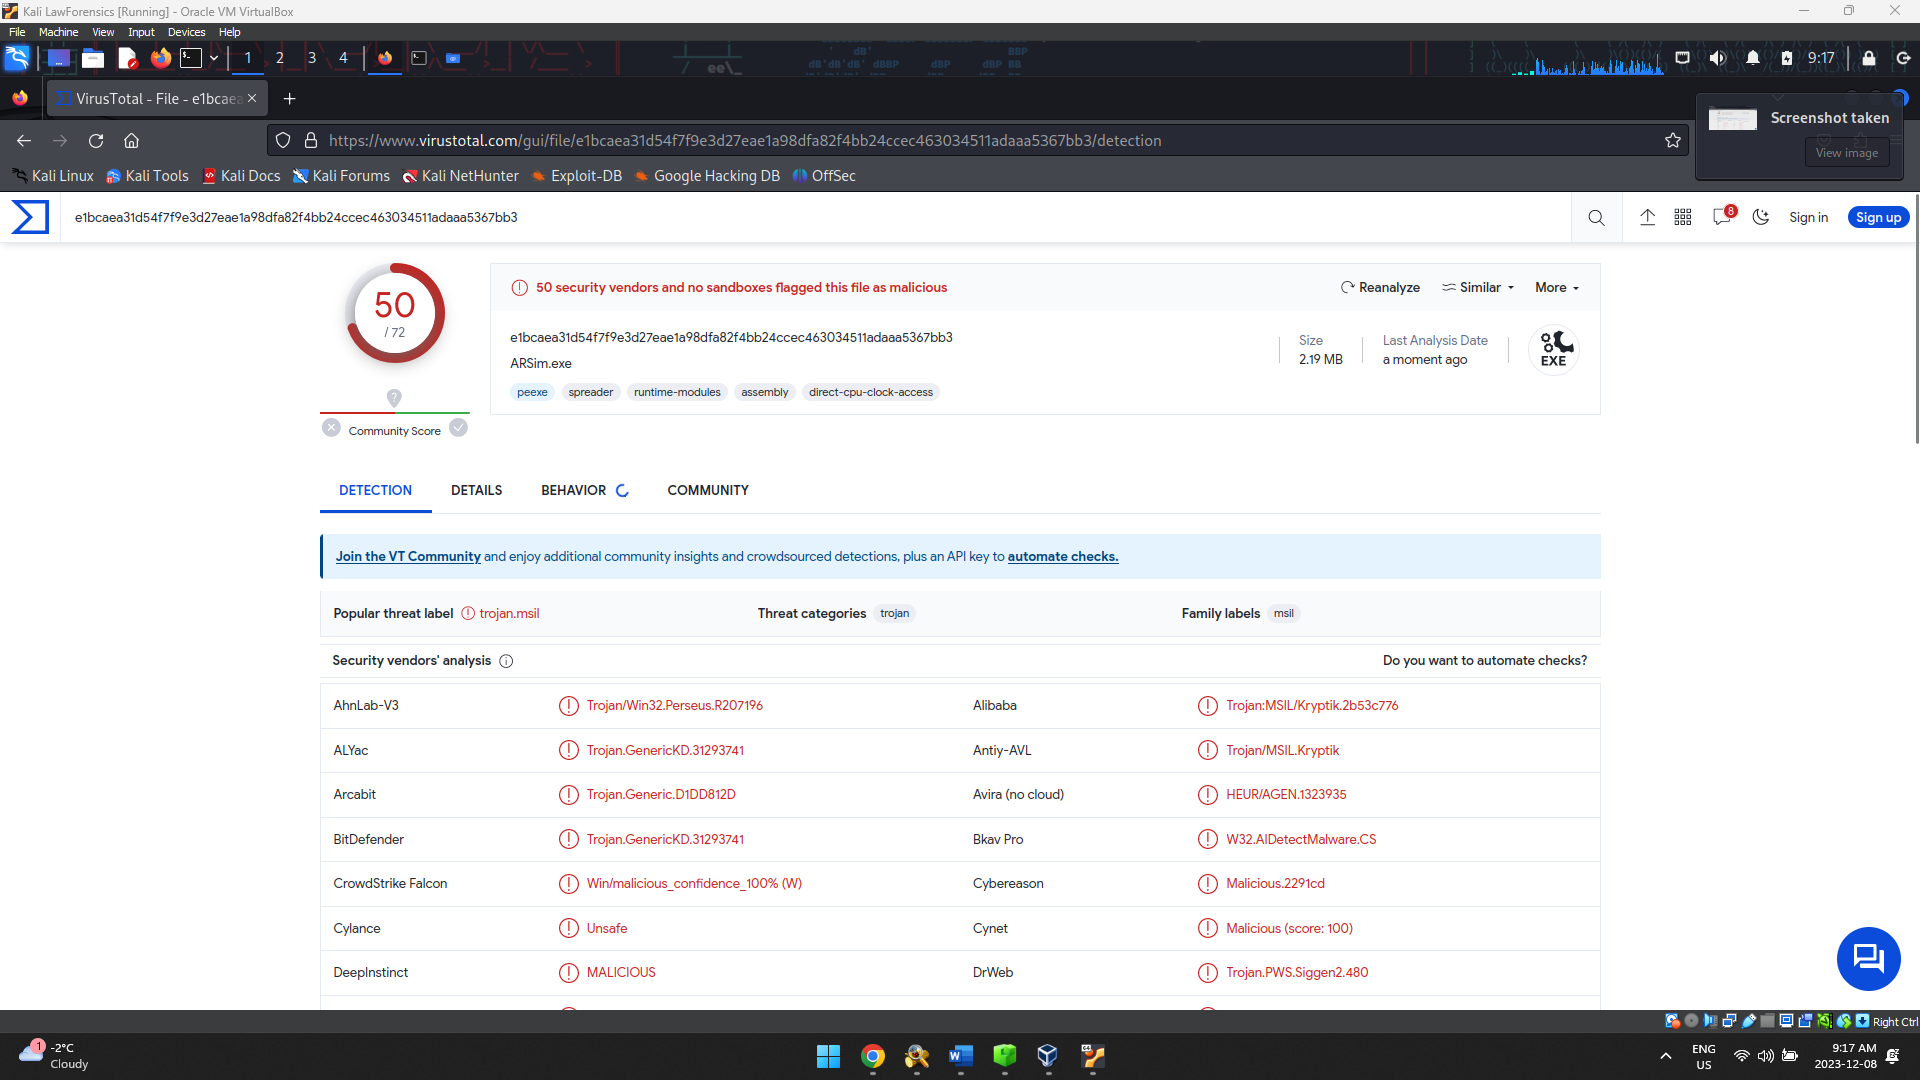 Kali LawForensics [Running] - Oracle VM VirtualBox
File Machine View Input Devices Help
1 2 3 4
9:17
VirusTotal - File - e1bcaea
https://www.virustotal.com/gui/file/e1bcaea31d54f7f9e3d27eae1a98dfa82f4bb24ccec463034511adaaa5367bb3/detection
Screenshot taken
View image
Kali Linux Kali Tools Kali Docs Kali Forums Kali NetHunter Exploit-DB Google Hacking DB OffSec
e1bcaea31d54f7f9e3d27eae1a98dfa82f4bb24ccec463034511adaaa5367bb3
8
Sign in
Sign up
50
/ 72
Community Score
50 security vendors and no sandboxes flagged this file as malicious
Reanalyze Similar More
e1bcaea31d54f7f9e3d27eae1a98dfa82f4bb24ccec463034511adaaa5367bb3
ARSim.exe
peexe spreader runtime-modules assembly direct-cpu-clock-access
Size
2.19 MB
Last Analysis Date
a moment ago
EXE
DETECTION DETAILS BEHAVIOR COMMUNITY
Join the VT Community and enjoy additional community insights and crowdsourced detections, plus an API key to automate checks.
Popular threat label trojan.msil Threat categories trojan Family labels msil
Security vendors' analysis Do you want to automate checks?
AhnLab-V3 Trojan/Win32.Perseus.R207196 Alibaba Trojan:MSIL/Kryptik.2b53c776
ALYac Trojan.GenericKD.31293741 Antiy-AVL Trojan/MSIL.Kryptik
Arcabit Trojan.Generic.D1DD812D Avira (no cloud) HEUR/AGEN.1323935
BitDefender Trojan.GenericKD.31293741 Bkav Pro W32.AIDetectMalware.CS
CrowdStrike Falcon Win/malicious_confidence_100% (W) Cybereason Malicious.2291cd
Cylance Unsafe Cynet Malicious (score: 100)
DeepInstinct MALICIOUS DrWeb Trojan.PWS.Siggen2.480
Right Ctrl
1
-2°C
Cloudy
ENG
US
9:17 AM
2023-12-08